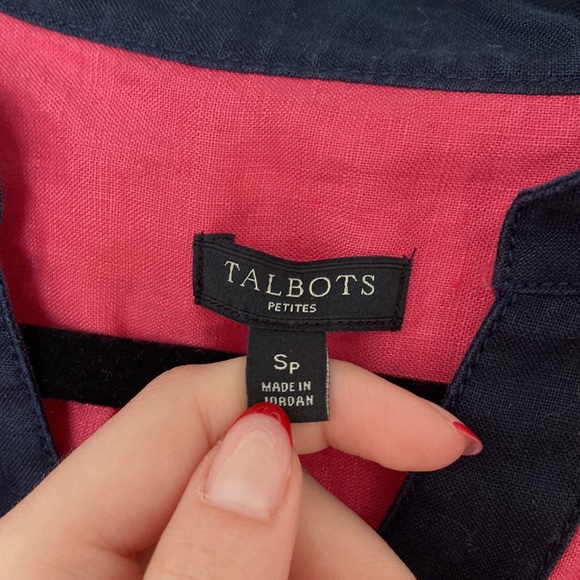 TALBOTS
PETITES
SP
MADE IN
JORDAN